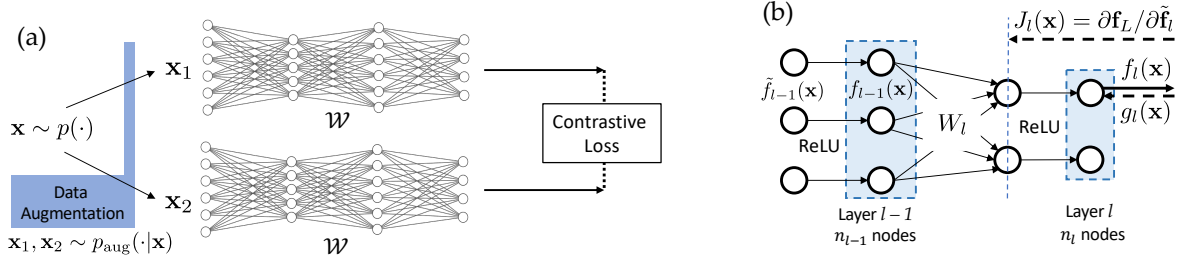 (a)
x ∼ p(·)
Data
Augmentation
x₁, x₂ ∼ p_aug(·|x)
x₁
x₂
𝒲
𝒲
Contrastive
Loss
(b)
J_l(x) = ∂f_L/∂f̃_l
f̃_{l−1}(x)
f_{l−1}(x)
W_l
f_l(x)
g_l(x)
ReLU
ReLU
Layer l−1
n_{l−1} nodes
Layer l
n_l nodes